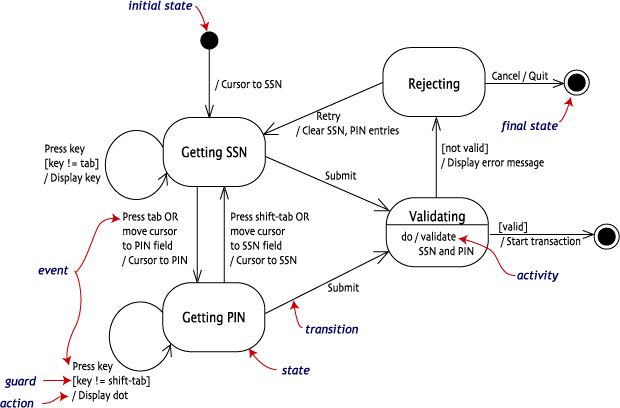 initial state
/ Cursor to SSN
Rejecting
Cancel / Quit
final state
Retry
/ Clear SSN, PIN entries
Press key
[key != tab]
/ Display key
Getting SSN
[not valid]
/ Display error message
Submit
Press tab OR
move cursor
to PIN field
/ Cursor to PIN
Press shift-tab OR
move cursor
to SSN field
/ Cursor to SSN
Validating
do / validate
SSN and PIN
[valid]
/ Start transaction
activity
event
Submit
Getting PIN
transition
state
Press key
[key != shift-tab]
/ Display dot
guard
action